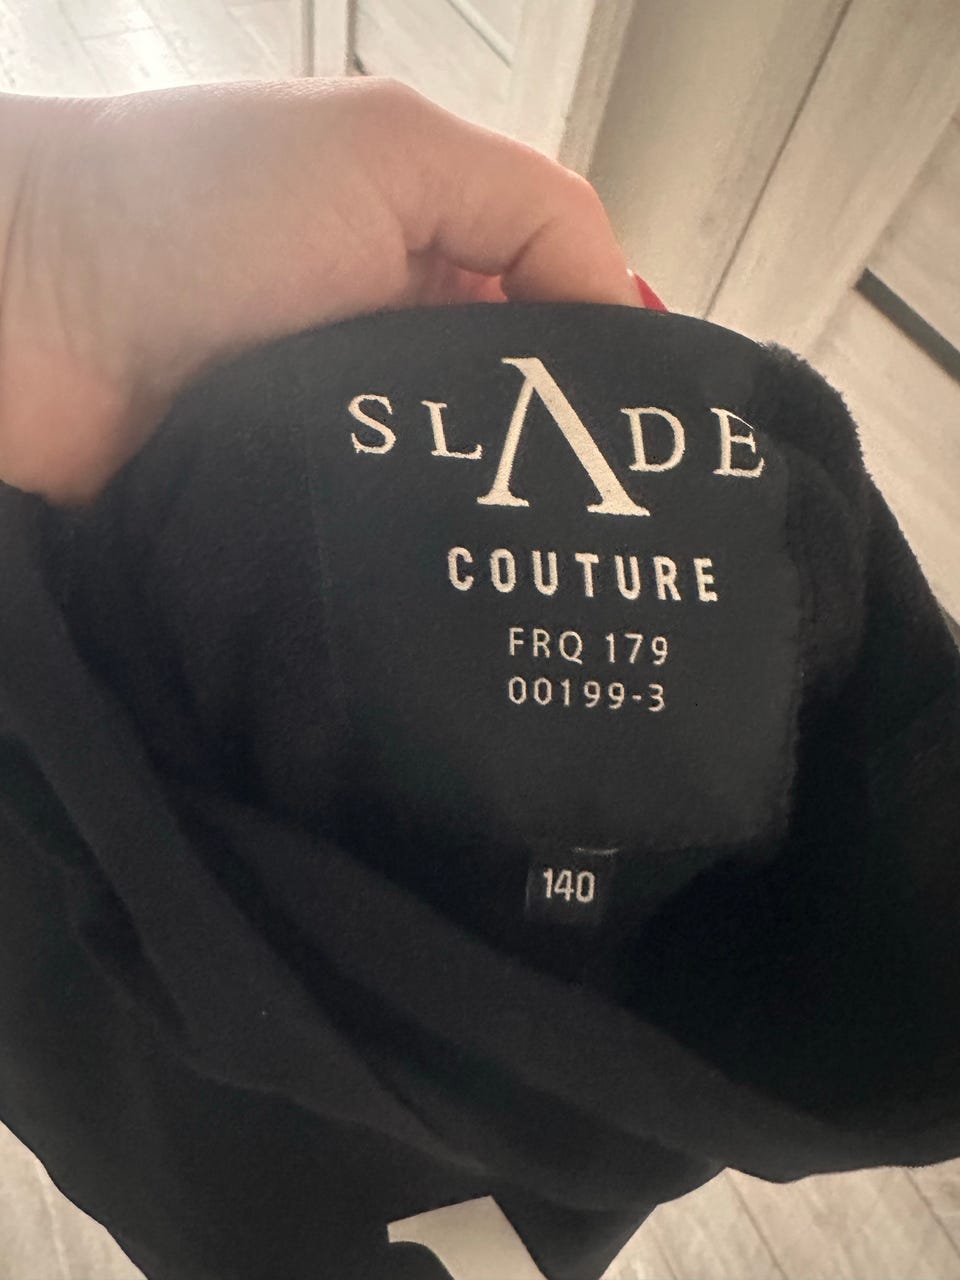 SLΛDE
COUTURE
FRQ 179
00199-3
140